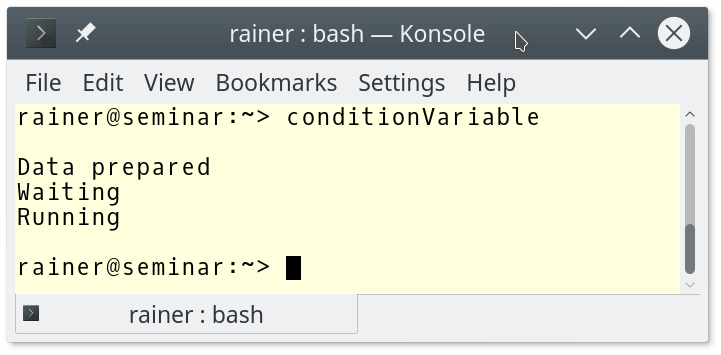 rainer : bash — Konsole
File Edit View Bookmarks Settings Help
rainer@seminar:~> conditionVariable
Data prepared
Waiting
Running
rainer@seminar:~>
rainer : bash